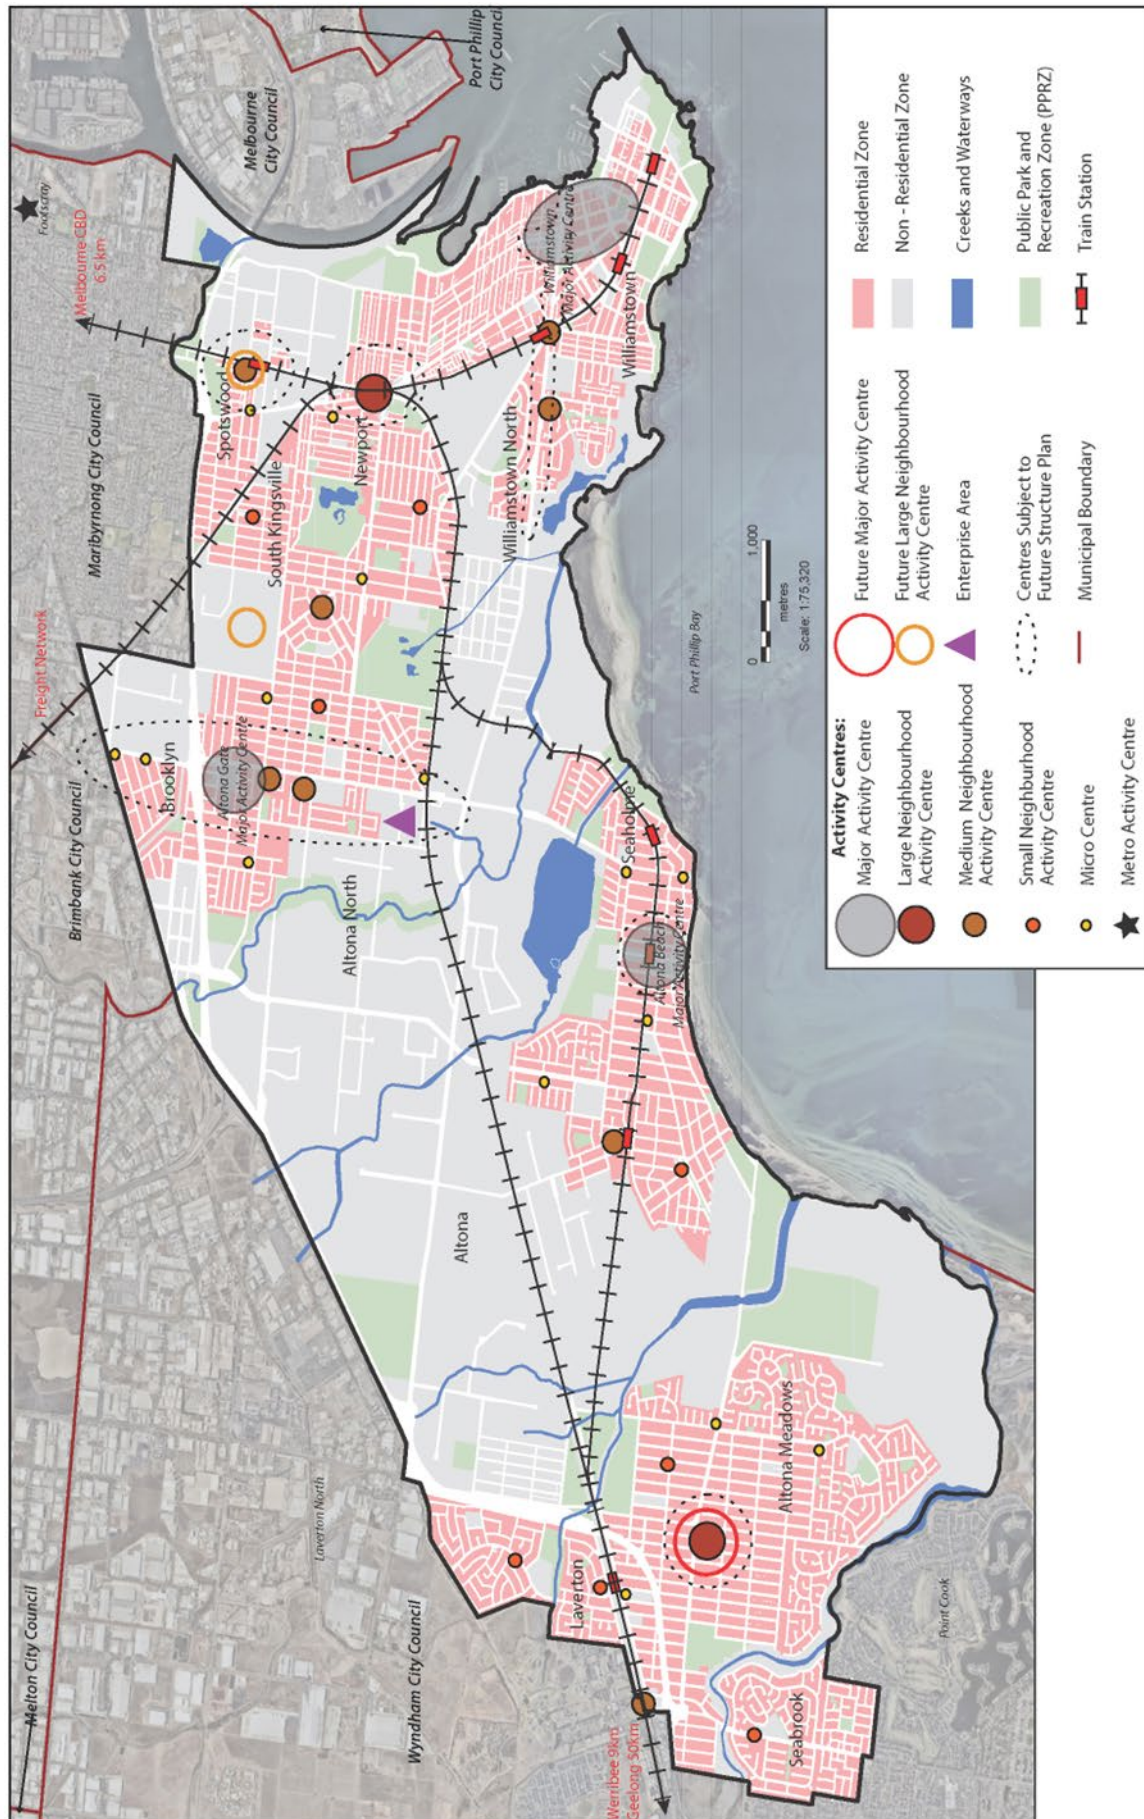 Melton City Council
Wyndham City Council
Laverton North
Brimbank City Council
Freight Network
Maribyrnong City Council
Melbourne CBD
6.5 km
Footscray
Melbourne
City Council
Port Phillip
City Council
Werribee 9km
Geelong 50km
Seabrook
Laverton
Altona Meadows
Point Cook
Altona
Altona North
Brooklyn
Altona Gate
Major Activity Centre
South Kingsville
Spotswood
Newport
Williamstown North
Williamstown
Major Activity Centre
Williamstown
Seaholme
Altona Beach
Major Activity Centre
Port Phillip Bay
0
1,000
metres
Scale: 1:75,320
Activity Centres:
Major Activity Centre
Large Neighbourhood
Activity Centre
Medium Neighbourhood
Activity Centre
Small Neighburhood
Activity Centre
Micro Centre
Metro Activity Centre
Future Major Activity Centre
Future Large Neighbourhood
Activity Centre
Enterprise Area
Centres Subject to
Future Structure Plan
Municipal Boundary
Residential Zone
Non - Residential Zone
Creeks and Waterways
Public Park and
Recreation Zone (PPRZ)
Train Station